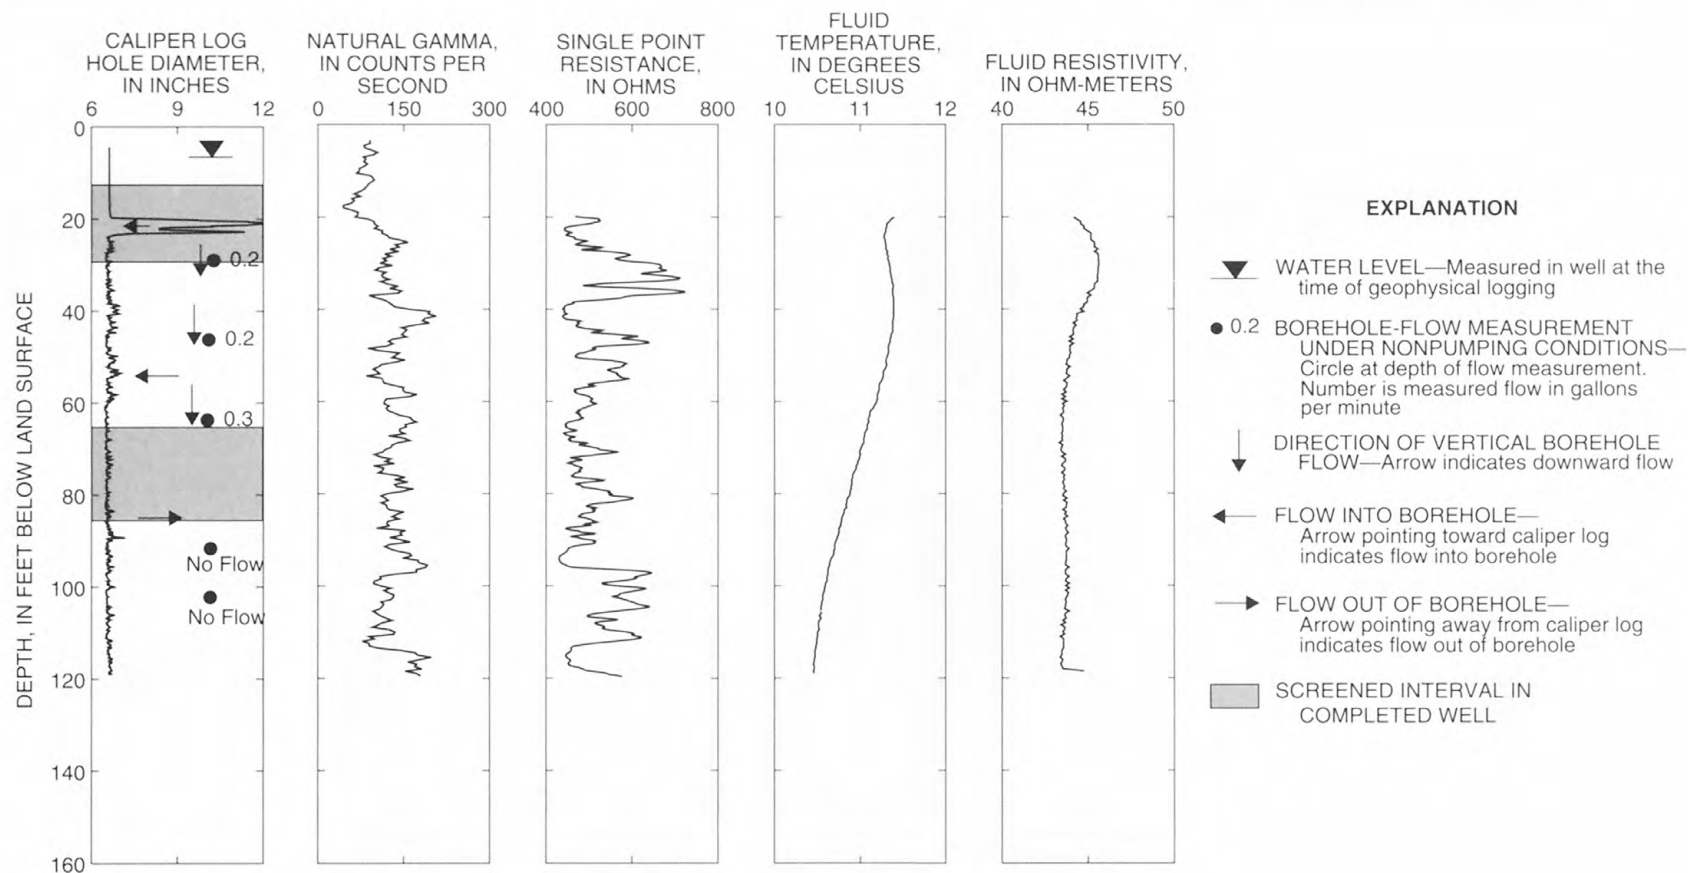 CALIPER LOG
HOLE DIAMETER,
IN INCHES
6 9 12
NATURAL GAMMA,
IN COUNTS PER
SECOND
0 150 300
SINGLE POINT
RESISTANCE,
IN OHMS
400 600 800
FLUID
TEMPERATURE,
IN DEGREES
CELSIUS
10 11 12
FLUID RESISTIVITY,
IN OHM-METERS
40 45 50
DEPTH, IN FEET BELOW LAND SURFACE
0
20
40
60
80
100
120
140
160
0.2
0.2
0.3
No Flow
No Flow
EXPLANATION
WATER LEVEL—Measured in well at the
time of geophysical logging
0.2 BOREHOLE-FLOW MEASUREMENT
UNDER NONPUMPING CONDITIONS—
Circle at depth of flow measurement.
Number is measured flow in gallons
per minute
DIRECTION OF VERTICAL BOREHOLE
FLOW—Arrow indicates downward flow
FLOW INTO BOREHOLE—
Arrow pointing toward caliper log
indicates flow into borehole
FLOW OUT OF BOREHOLE—
Arrow pointing away from caliper log
indicates flow out of borehole
SCREENED INTERVAL IN
COMPLETED WELL